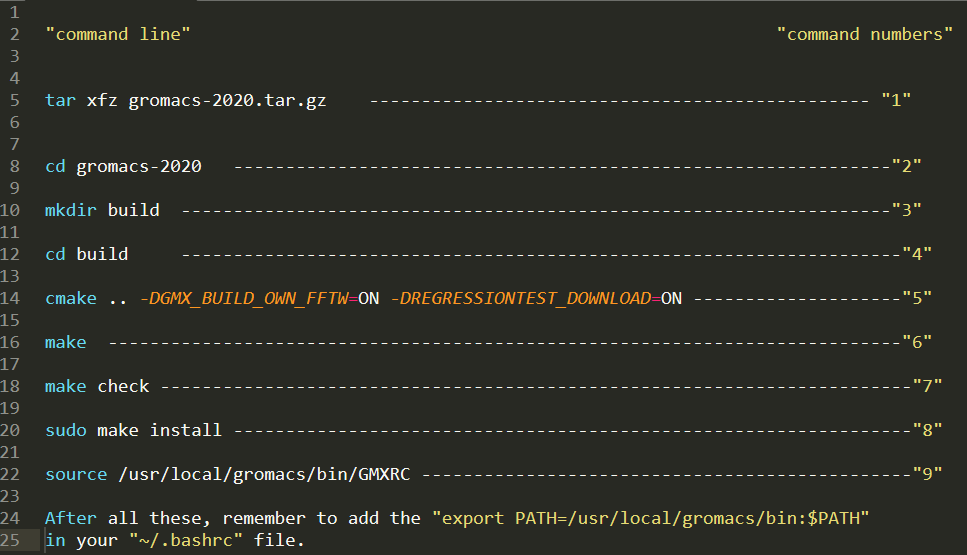 1
2 "command line" "command numbers"
3
4
5 tar xfz gromacs-2020.tar.gz ------------------------------------------------ "1"
6
7
8 cd gromacs-2020 ---------------------------------------------------------------"2"
9
10 mkdir build --------------------------------------------------------------------"3"
11
12 cd build ---------------------------------------------------------------------"4"
13
14 cmake .. -DGMX_BUILD_OWN_FFTW=ON -DREGRESSIONTEST_DOWNLOAD=ON --------------------"5"
15
16 make ----------------------------------------------------------------------------"6"
17
18 make check ------------------------------------------------------------------------"7"
19
20 sudo make install -----------------------------------------------------------------"8"
21
22 source /usr/local/gromacs/bin/GMXRC -----------------------------------------------"9"
23
24 After all these, remember to add the "export PATH=/usr/local/gromacs/bin:$PATH"
25 in your "~/.bashrc" file.